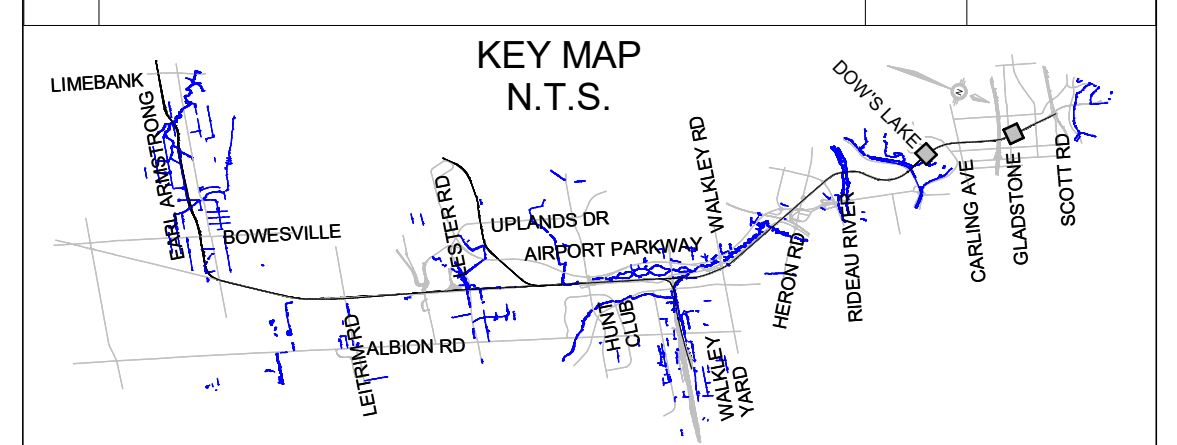 KEY MAP
N.T.S.
LIMEBANK
EARL ARMSTRONG
BOWESVILLE
LESTER RD
UPLANDS DR
AIRPORT PARKWAY
WALKLEY RD
DOW'S LAKE
N
LEITRIM RD
ALBION RD
HUNT
CLUB
WALKLEY
YARD
HERON RD
RIDEAU RIVER
CARLING AVE
GLADSTONE
SCOTT RD